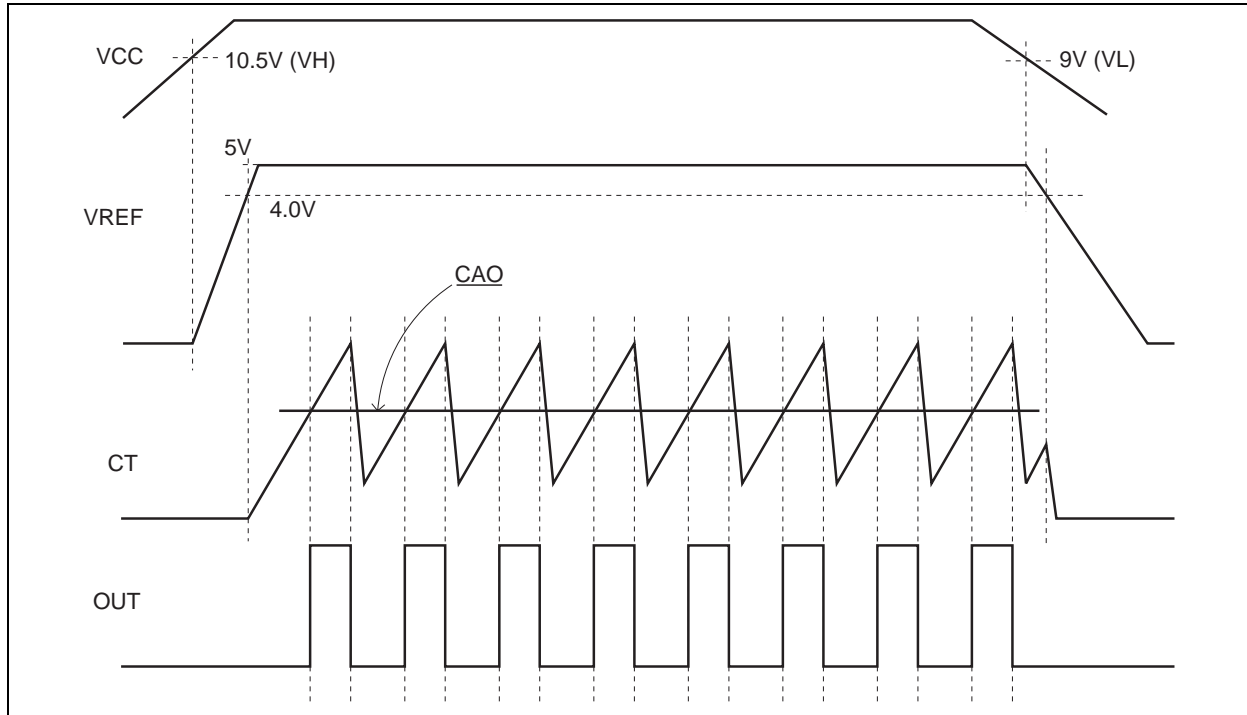 VCC
10.5V (VH)
9V (VL)
5V
4.0V
VREF
CAO
CT
OUT